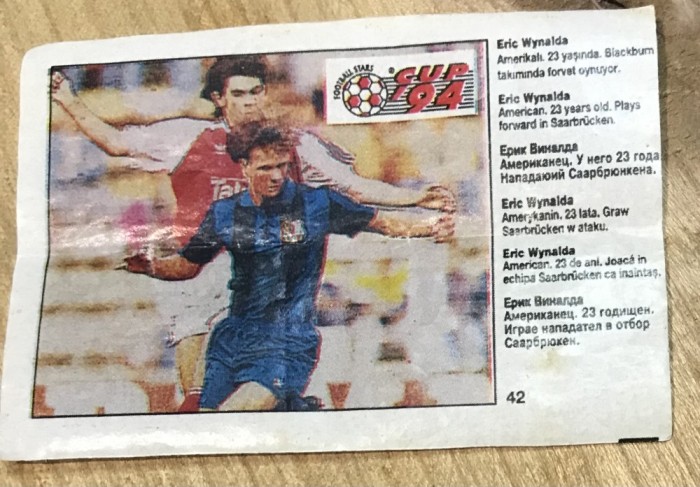 FOOTBALL STARS
CUP
'94
Tele
Eric Wynalda
Amerikalı. 23 yaşında. Blackburn
takımında forvet oynuyor.
Eric Wynalda
American, 23 years old. Plays
forward in Saarbrücken.
Ерик Виналда
Американец. У него 23 года
Нападаюий Саарбрюнкена.
Eric Wynalda
Amerykanin, 23 lata. Graw
Saarbrücken w ataku.
Eric Wynalda
American. 23 de ani. Joacă in
echipa Saarbrücken ca inaintaş.
Ерик Виналда
Американец. 23 годишен.
Играе нападател в отбор
Саарбрюкен.
42